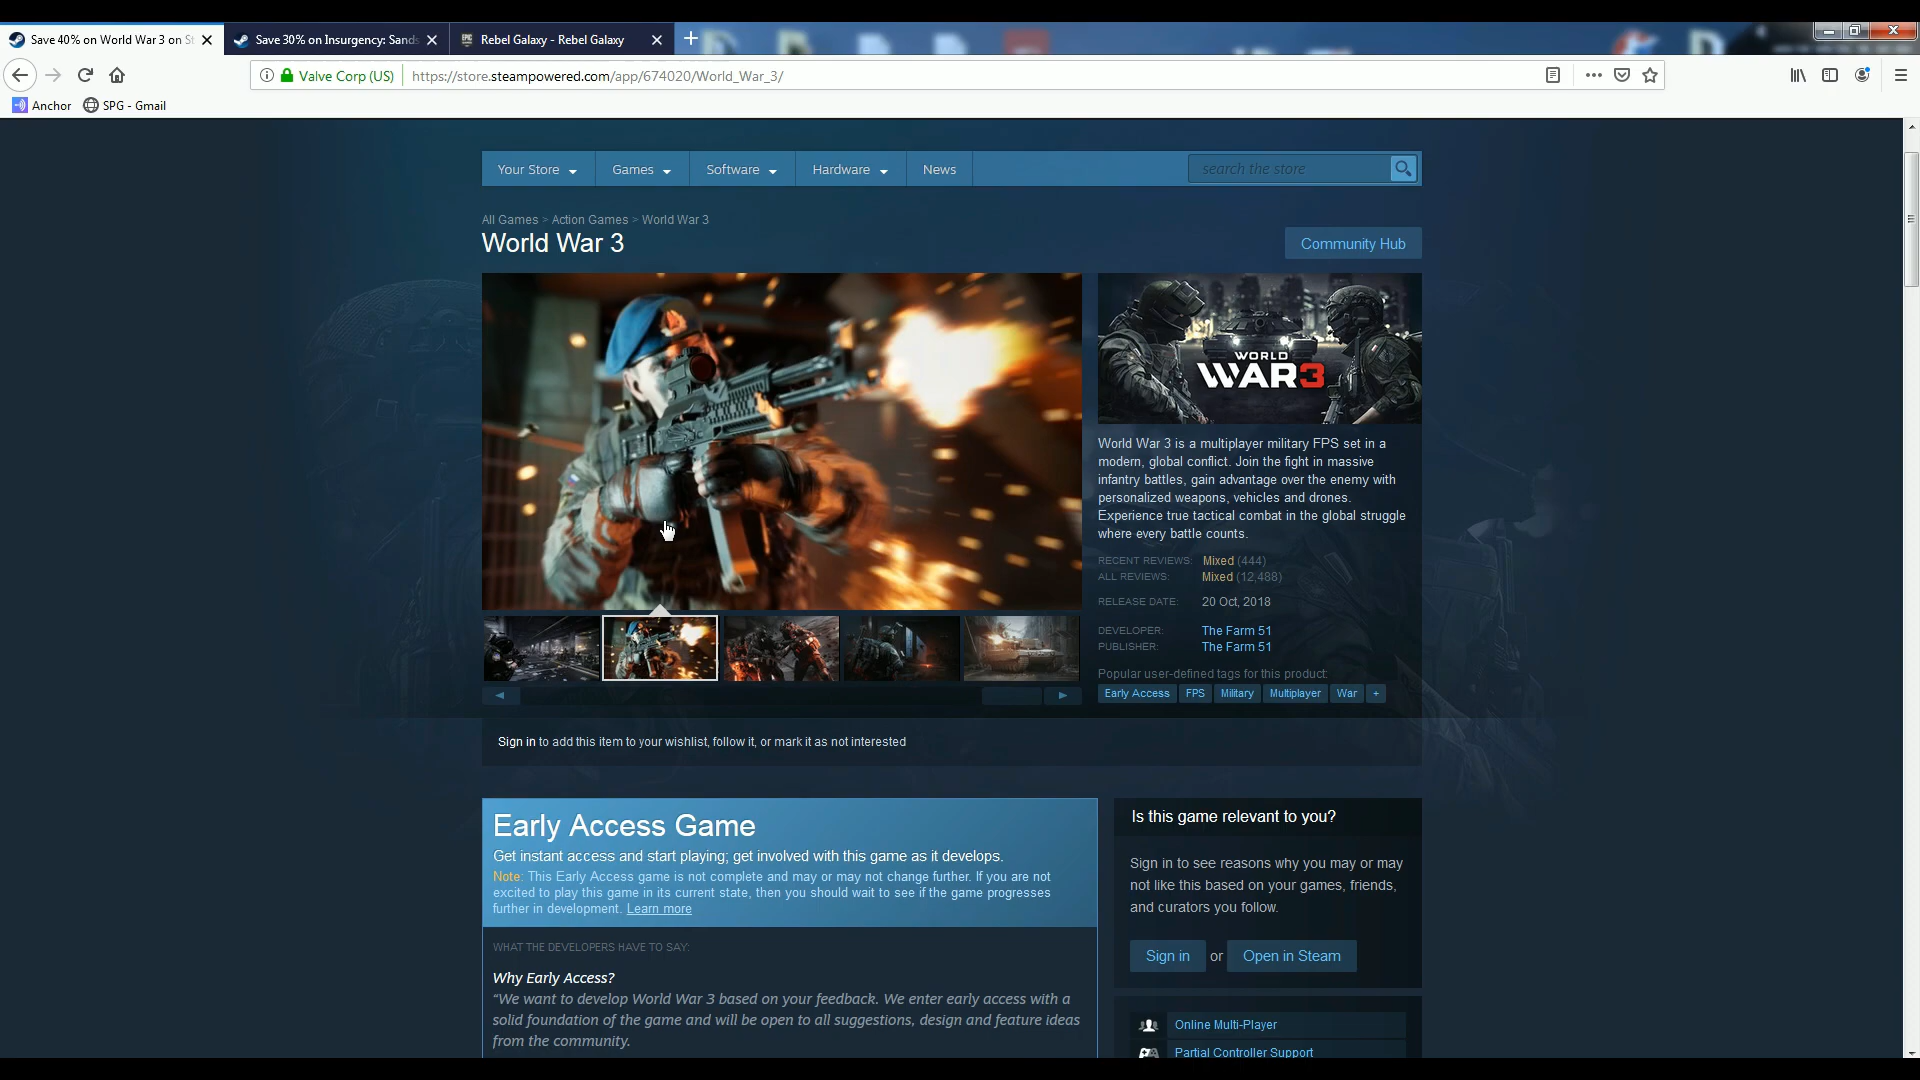 Save 40% on World War 3 on St
Save 30% on Insurgency: Sands
Rebel Galaxy - Rebel Galaxy
Valve Corp (US)
https://store.steampowered.com/app/674020/World_War_3/
Anchor
SPG - Gmail
Your Store
Games
Software
Hardware
News
search the store
All Games > Action Games > World War 3
World War 3
Community Hub
WORLD
WAR3
World War 3 is a multiplayer military FPS set in a
modern, global conflict. Join the fight in massive
infantry battles, gain advantage over the enemy with
personalized weapons, vehicles and drones.
Experience true tactical combat in the global struggle
where every battle counts.
RECENT REVIEWS: Mixed (444)
ALL REVIEWS: Mixed (12,488)
RELEASE DATE: 20 Oct, 2018
DEVELOPER: The Farm 51
PUBLISHER: The Farm 51
Popular user-defined tags for this product:
Early Access FPS Military Multiplayer War +
Sign in to add this item to your wishlist, follow it, or mark it as not interested
Early Access Game
Get instant access and start playing; get involved with this game as it develops.
Note: This Early Access game is not complete and may or may not change further. If you are not
excited to play this game in its current state, then you should wait to see if the game progresses
further in development. Learn more
WHAT THE DEVELOPERS HAVE TO SAY:
Why Early Access?
“We want to develop World War 3 based on your feedback. We enter early access with a
solid foundation of the game and will be open to all suggestions, design and feature ideas
from the community.
Is this game relevant to you?
Sign in to see reasons why you may or may
not like this based on your games, friends,
and curators you follow.
Sign in or Open in Steam
Online Multi-Player
Partial Controller Support